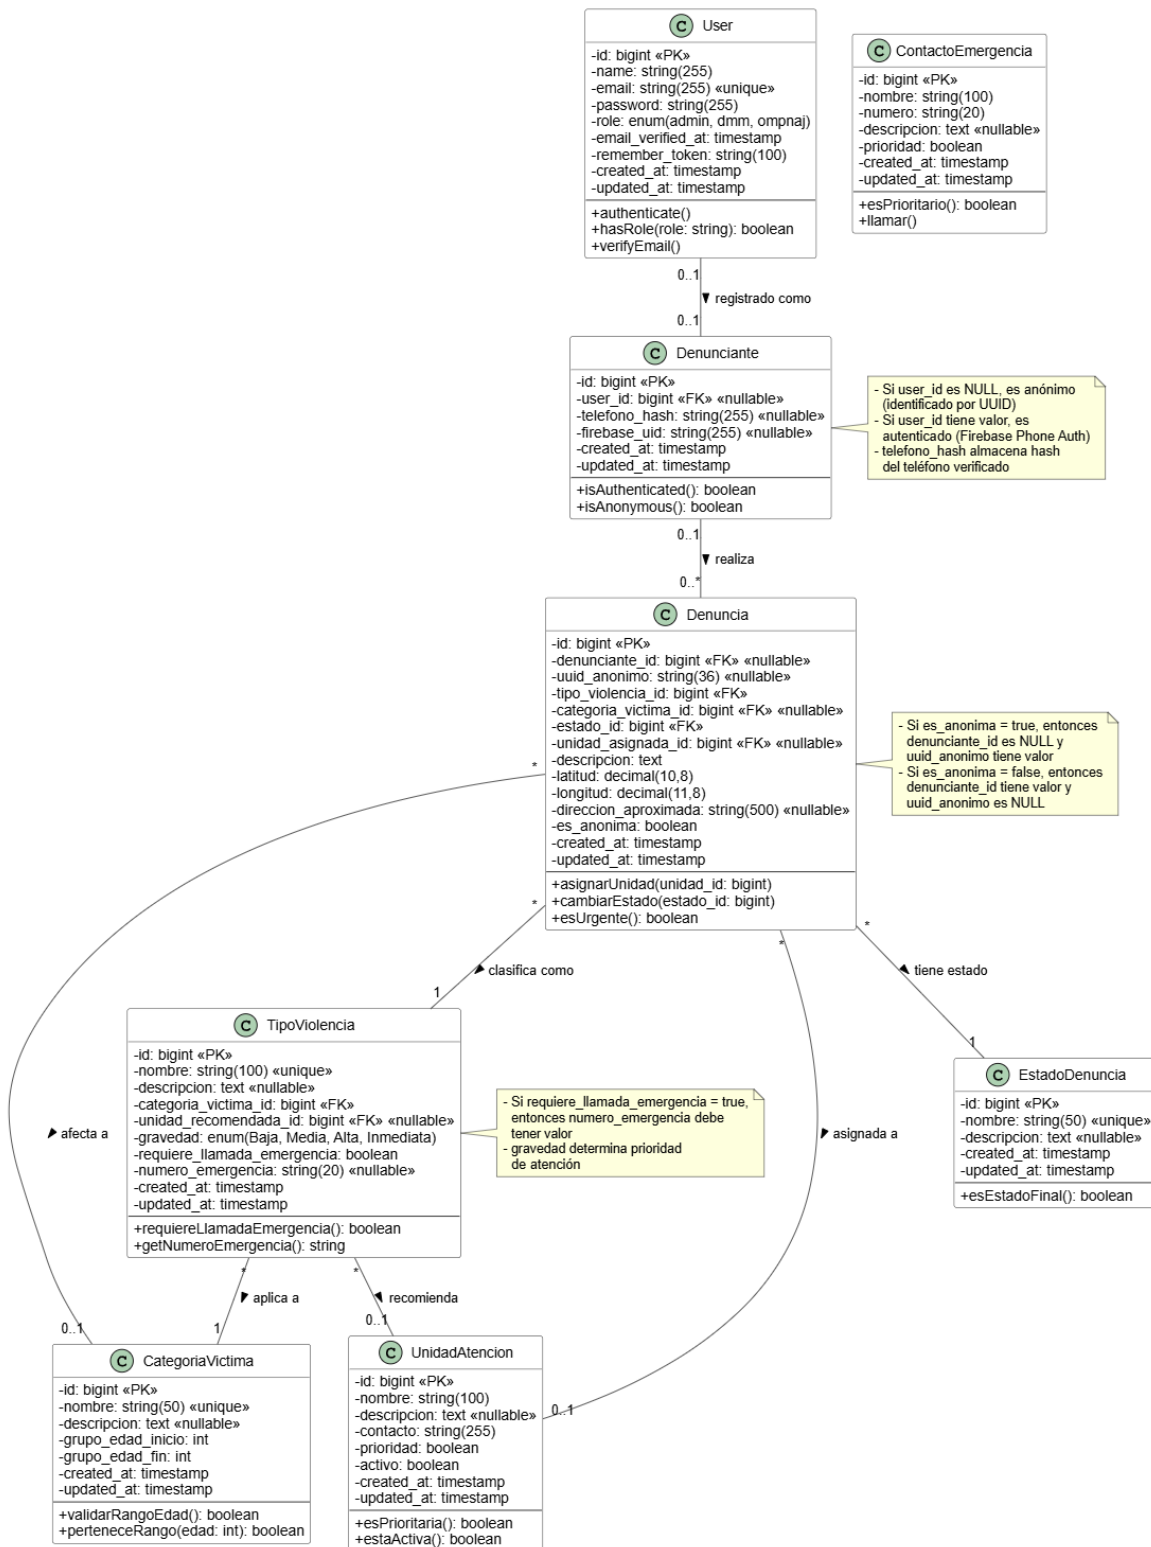 C User
-id: bigint «PK»
-name: string(255)
-email: string(255) «unique»
-password: string(255)
-role: enum(admin, dmm, ompnaj)
-email_verified_at: timestamp
-remember_token: string(100)
-created_at: timestamp
-updated_at: timestamp
+authenticate()
+hasRole(role: string): boolean
+verifyEmail()
C ContactoEmergencia
-id: bigint «PK»
-nombre: string(100)
-numero: string(20)
-descripcion: text «nullable»
-prioridad: boolean
-created_at: timestamp
-updated_at: timestamp
+esPrioritario(): boolean
+llamar()
0..1
registrado como
0..1
C Denunciante
-id: bigint «PK»
-user_id: bigint «FK» «nullable»
-telefono_hash: string(255) «nullable»
-firebase_uid: string(255) «nullable»
-created_at: timestamp
-updated_at: timestamp
+isAuthenticated(): boolean
+isAnonymous(): boolean
- Si user_id es NULL, es anónimo
(identificado por UUID)
- Si user_id tiene valor, es
autenticado (Firebase Phone Auth)
- telefono_hash almacena hash
del teléfono verificado
0..1
realiza
0..*
C Denuncia
-id: bigint «PK»
-denunciante_id: bigint «FK» «nullable»
-uuid_anonimo: string(36) «nullable»
-tipo_violencia_id: bigint «FK»
-categoria_victima_id: bigint «FK» «nullable»
-estado_id: bigint «FK»
-unidad_asignada_id: bigint «FK» «nullable»
-descripcion: text
-latitud: decimal(10,8)
-longitud: decimal(11,8)
-direccion_aproximada: string(500) «nullable»
-es_anonima: boolean
-created_at: timestamp
-updated_at: timestamp
+asignarUnidad(unidad_id: bigint)
+cambiarEstado(estado_id: bigint)
+esUrgente(): boolean
- Si es_anonima = true, entonces
denunciante_id es NULL y
uuid_anonimo tiene valor
- Si es_anonima = false, entonces
denunciante_id tiene valor y
uuid_anonimo es NULL
*
*
*
*
clasifica como
tiene estado
1
1
C TipoViolencia
-id: bigint «PK»
-nombre: string(100) «unique»
-descripcion: text «nullable»
-categoria_victima_id: bigint «FK»
-unidad_recomendada_id: bigint «FK» «nullable»
-gravedad: enum(Baja, Media, Alta, Inmediata)
-requiere_llamada_emergencia: boolean
-numero_emergencia: string(20) «nullable»
-created_at: timestamp
-updated_at: timestamp
+requiereLlamadaEmergencia(): boolean
+getNumeroEmergencia(): string
- Si requiere_llamada_emergencia = true,
entonces numero_emergencia debe
tener valor
- gravedad determina prioridad
de atención
C EstadoDenuncia
-id: bigint «PK»
-nombre: string(50) «unique»
-descripcion: text «nullable»
-created_at: timestamp
-updated_at: timestamp
+esEstadoFinal(): boolean
afecta a
asignada a
*
*
aplica a
recomienda
0..1
1
0..1
C CategoriaVictima
-id: bigint «PK»
-nombre: string(50) «unique»
-descripcion: text «nullable»
-grupo_edad_inicio: int
-grupo_edad_fin: int
-created_at: timestamp
-updated_at: timestamp
+validarRangoEdad(): boolean
+perteneceRango(edad: int): boolean
C UnidadAtencion
-id: bigint «PK»
-nombre: string(100)
-descripcion: text «nullable»
-contacto: string(255)
-prioridad: boolean
-activo: boolean
-created_at: timestamp
-updated_at: timestamp
+esPrioritaria(): boolean
+estaActiva(): boolean
0..1